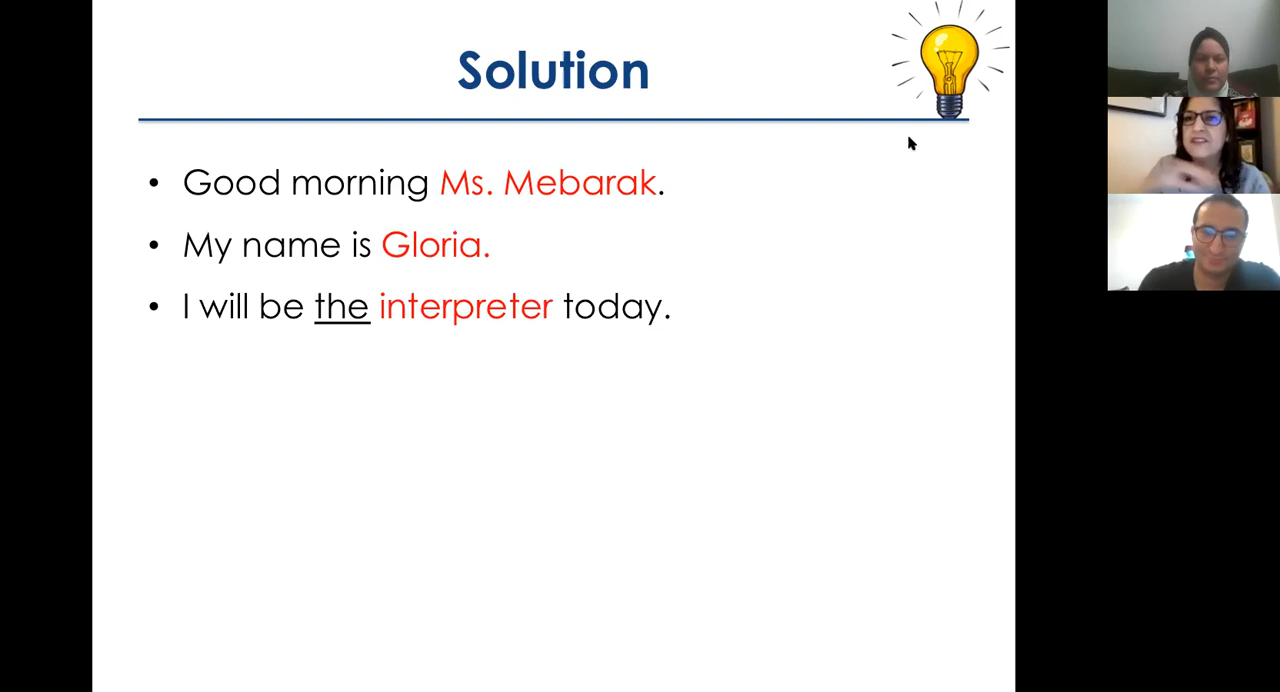 Solution
• Good morning Ms. Mebarak.
• My name is Gloria.
• I will be the interpreter today.